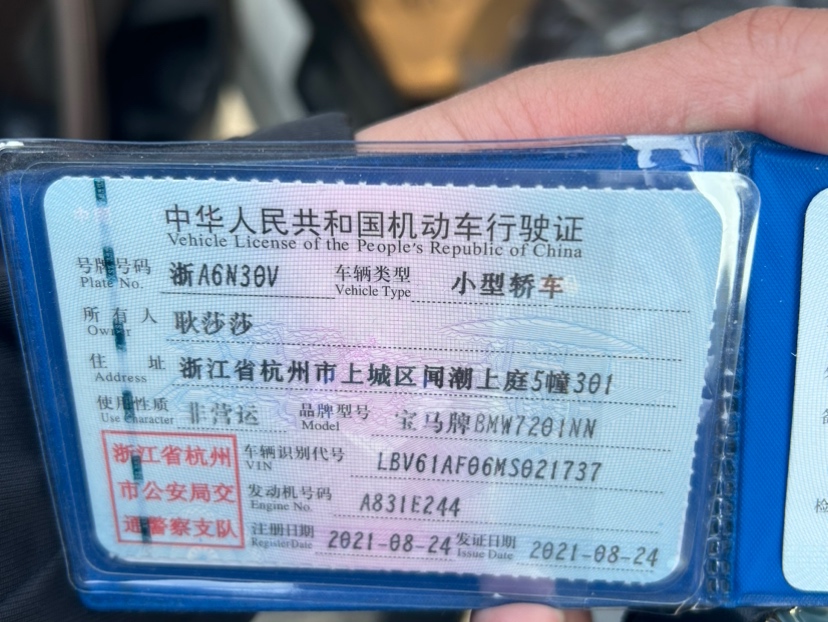 中华人民共和国机动车行驶证
Vehicle License of the People's Republic of China
号牌号码 浙A6N30V 车辆类型 小型轿车
Plate No. Vehicle Type
所有人 耿莎莎
Owner
住址 浙江省杭州市上城区闻潮上庭5幢301
Address
使用性质 非营运 品牌型号 宝马牌BMW7201NN
Use Character Model
浙江省杭州
市公安局交
通警察支队
车辆识别代号 LBV61AF06MS021737
VIN
发动机号码 A831E244
Engine No.
注册日期 2021-08-24 发证日期 2021-08-24
Register Date Issue Date